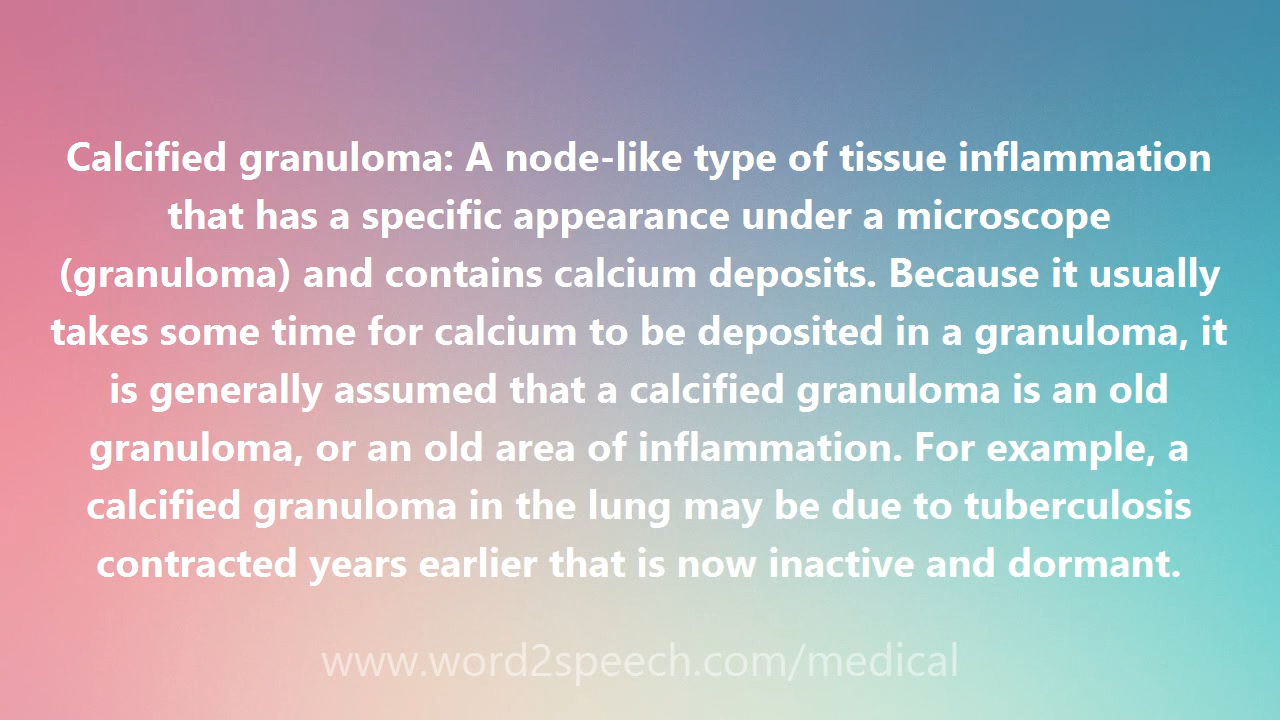 Calcified granuloma: A node-like type of tissue inflammation
that has a specific appearance under a microscope
(granuloma) and contains calcium deposits. Because it usually
takes some time for calcium to be deposited in a granuloma, it
is generally assumed that a calcified granuloma is an old
granuloma, or an old area of inflammation. For example, a
calcified granuloma in the lung may be due to tuberculosis
contracted years earlier that is now inactive and dormant.
www.word2speech.com/medical